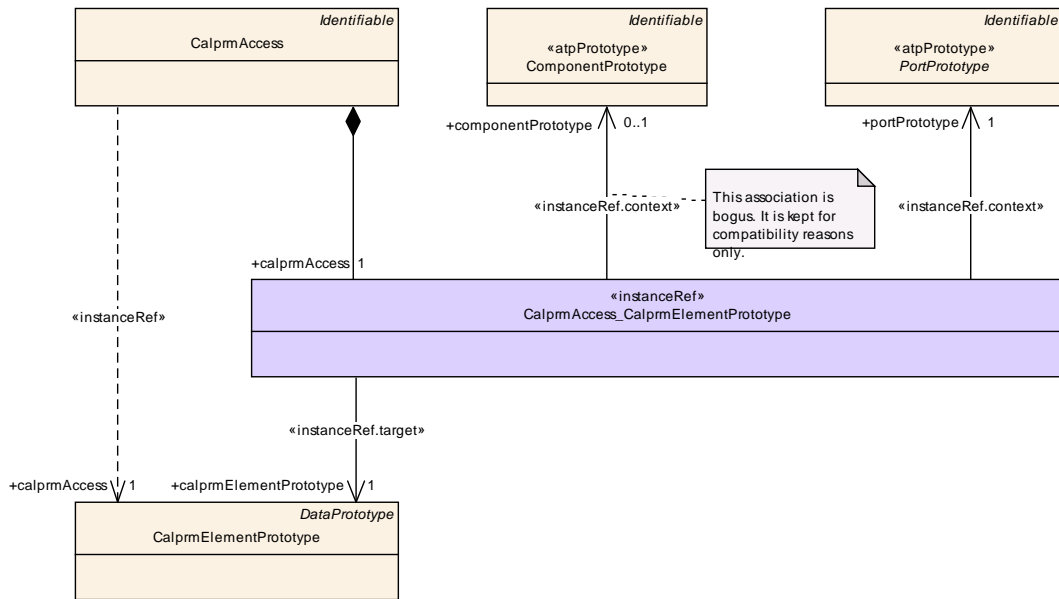 Identifiable
CalprmAccess
Identifiable
«atpPrototype»
ComponentPrototype
Identifiable
«atpPrototype»
PortPrototype
+componentPrototype
0..1
+portPrototype
1
This association is
bogus. It is kept for
compatibility reasons
only.
«instanceRef.context»
«instanceRef.context»
+calprmAccess
1
«instanceRef»
CalprmAccess_CalprmElementPrototype
«instanceRef»
«instanceRef.target»
+calprmAccess
1
+calprmElementPrototype
1
DataPrototype
CalprmElementPrototype